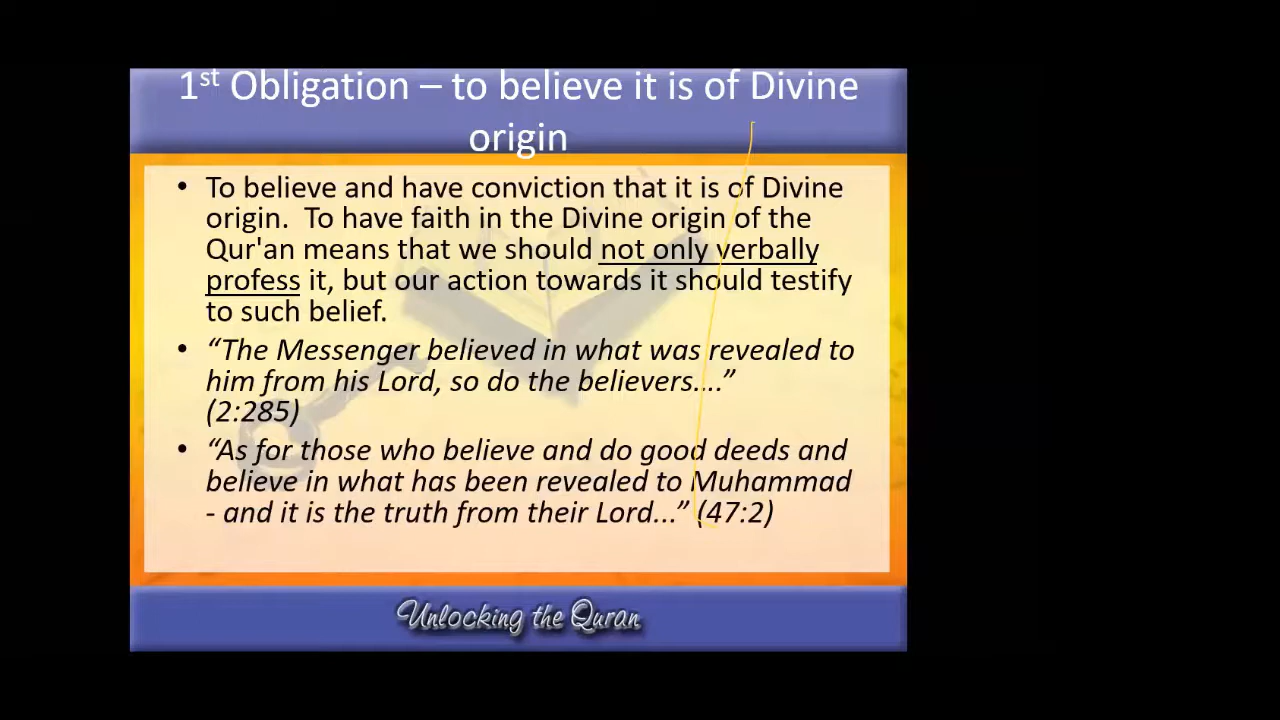 1st Obligation – to believe it is of Divine
origin
• To believe and have conviction that it is of Divine
origin.  To have faith in the Divine origin of the
Qur'an means that we should not only verbally
profess it, but our action towards it should testify
to such belief.
• “The Messenger believed in what was revealed to
him from his Lord, so do the believers....”
(2:285)
• “As for those who believe and do good deeds and
believe in what has been revealed to Muhammad
- and it is the truth from their Lord...” (47:2)
Unlocking the Quran